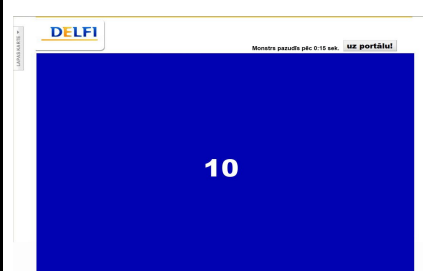 LAPAS KARTE
DELFI
Monstrs pazudīs pēc 0:15 sek. uz portālu!
10